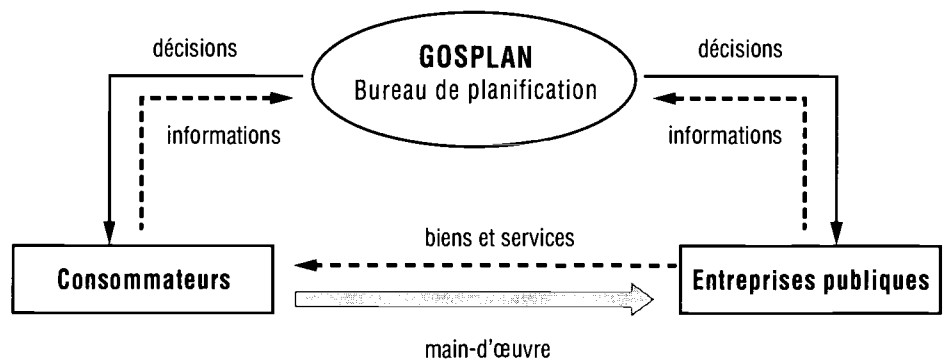 décisions
GOSPLAN
Bureau de planification
décisions
informations
informations
Consommateurs
biens et services
Entreprises publiques
main-d'œuvre